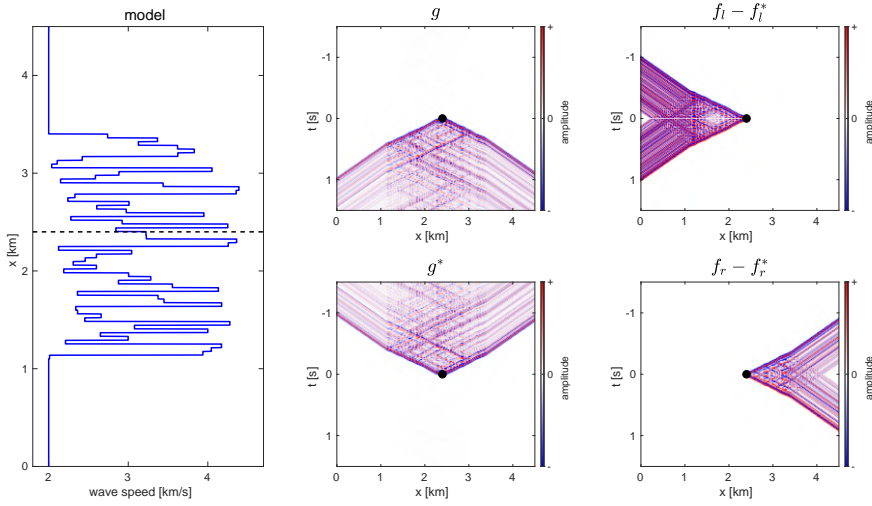 model
4
3
2
1
0
x [km]
2
3
4
wave speed [km/s]
g
-1
0
1
t [s]
0
1
2
3
4
x [km]
+
0
-
amplitude
f_l − f_l^*
-1
0
1
t [s]
0
1
2
3
4
x [km]
+
0
-
amplitude
g^*
-1
0
1
t [s]
0
1
2
3
4
x [km]
+
0
-
amplitude
f_r − f_r^*
-1
0
1
t [s]
0
1
2
3
4
x [km]
+
0
-
amplitude